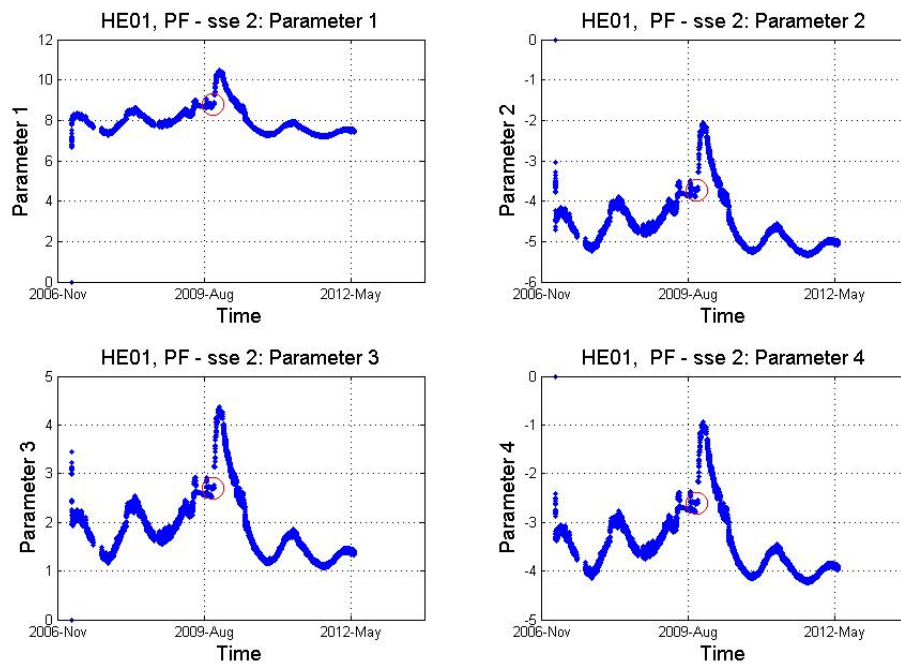 HE01, PF - sse 2: Parameter 1
12
10
8
6
4
2
0
Parameter 1
2006-Nov 2009-Aug 2012-May
Time
HE01, PF - sse 2: Parameter 2
0
-1
-2
-3
-4
-5
-6
Parameter 2
2006-Nov 2009-Aug 2012-May
Time
HE01, PF - sse 2: Parameter 3
5
4
3
2
1
0
Parameter 3
2006-Nov 2009-Aug 2012-May
Time
HE01, PF - sse 2: Parameter 4
0
-1
-2
-3
-4
-5
Parameter 4
2006-Nov 2009-Aug 2012-May
Time